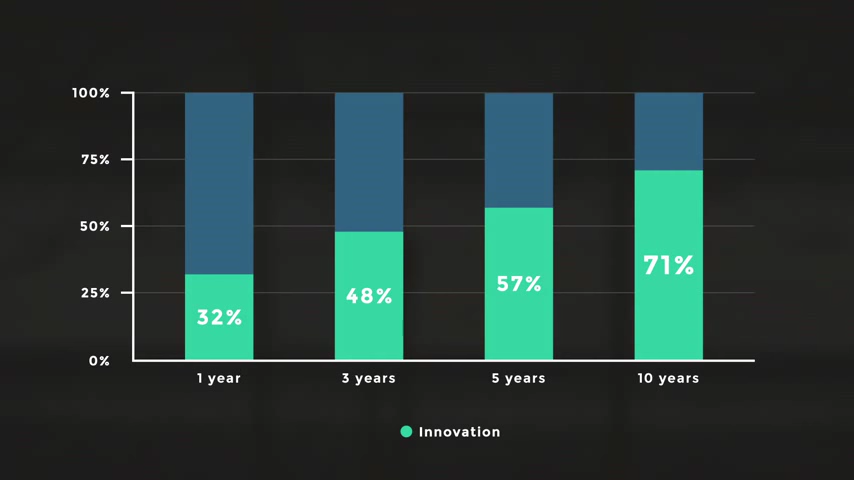 100%
75%
50%
25%
0%
32%
48%
57%
71%
1 year
3 years
5 years
10 years
Innovation